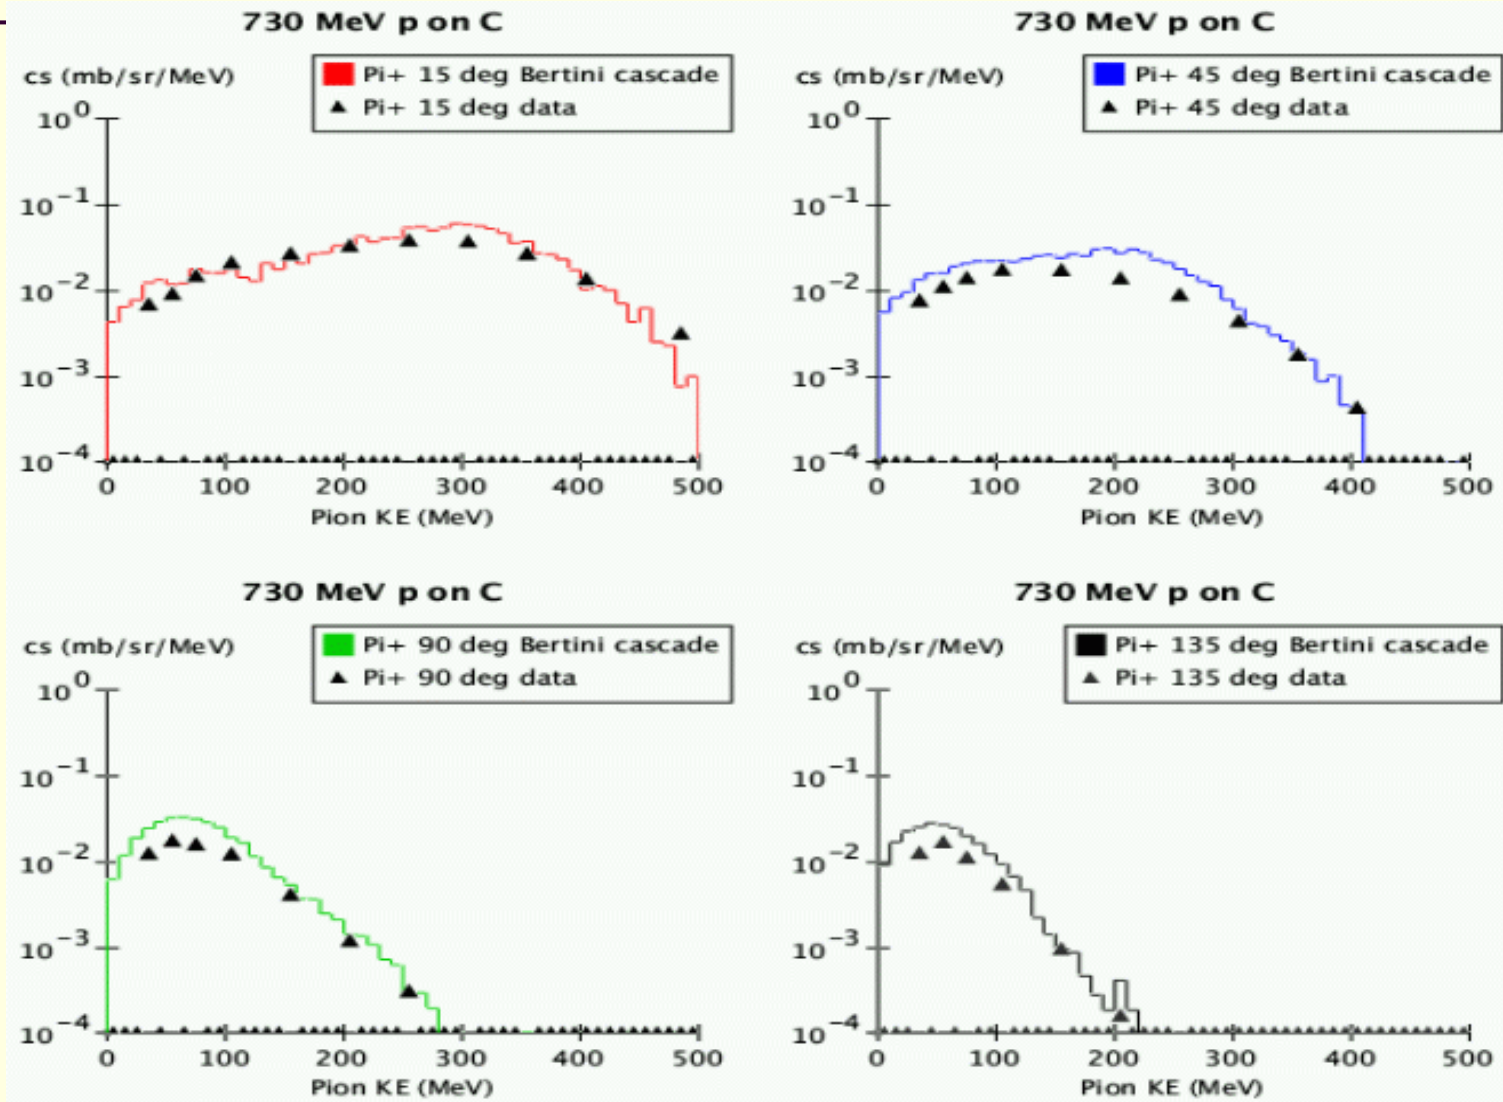 730 MeV p on C
cs (mb/sr/MeV)
Pi+ 15 deg Bertini cascade
Pi+ 15 deg data
10^0
10^-1
10^-2
10^-3
10^-4
0 100 200 300 400 500
Pion KE (MeV)
730 MeV p on C
cs (mb/sr/MeV)
Pi+ 45 deg Bertini cascade
Pi+ 45 deg data
10^0
10^-1
10^-2
10^-3
10^-4
0 100 200 300 400 500
Pion KE (MeV)
730 MeV p on C
cs (mb/sr/MeV)
Pi+ 90 deg Bertini cascade
Pi+ 90 deg data
10^0
10^-1
10^-2
10^-3
10^-4
0 100 200 300 400 500
Pion KE (MeV)
730 MeV p on C
cs (mb/sr/MeV)
Pi+ 135 deg Bertini cascade
Pi+ 135 deg data
10^0
10^-1
10^-2
10^-3
10^-4
0 100 200 300 400 500
Pion KE (MeV)